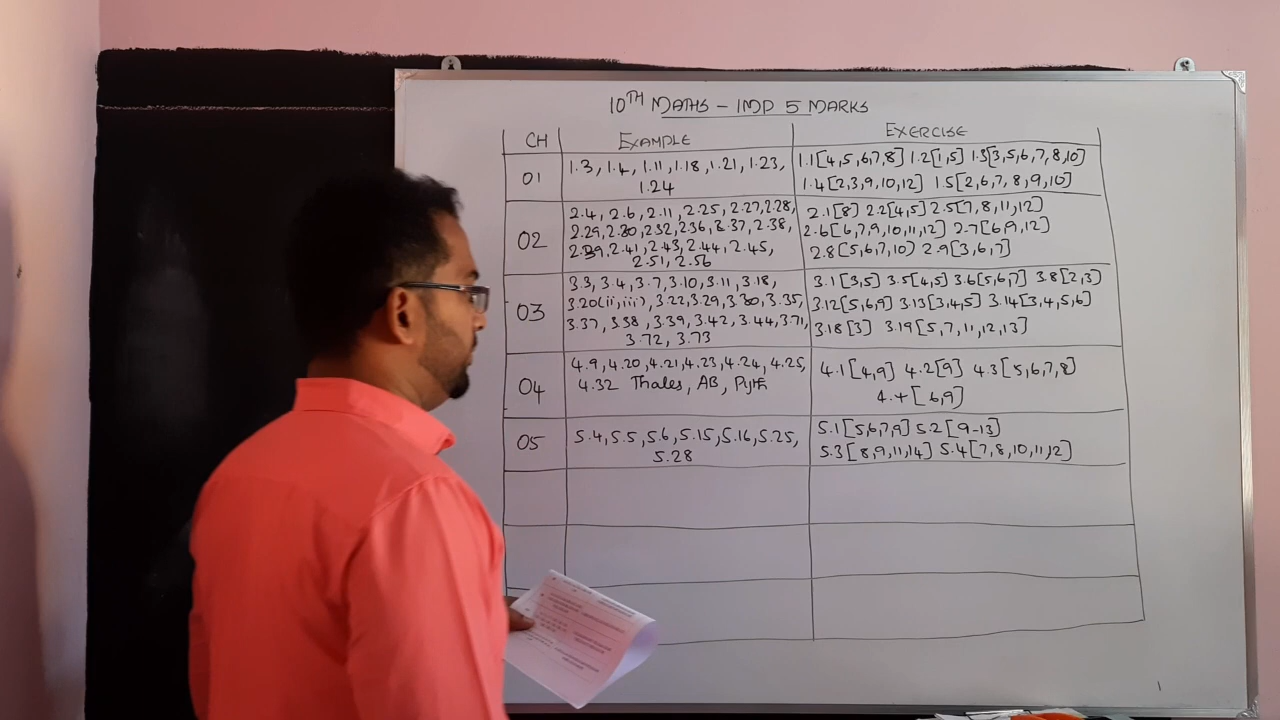 10TH MATHS - IMP 5 MARKS
CH EXAMPLE EXERCISE
01
1.3, 1.4, 1.11, 1.18, 1.21, 1.23,
1.24
1.1[4,5,6,7,8] 1.2[1,5] 1.3[3,5,6,7,8,10]
1.4[2,3,9,10,12] 1.5[2,6,7,8,9,10]
02
2.4, 2.6, 2.11, 2.25, 2.27, 2.28,
2.29, 2.30, 2.32, 2.36, 2.37, 2.38,
2.39, 2.41, 2.43, 2.44, 2.45,
2.51, 2.56
2.1[8] 2.2[4,5] 2.5[7,8,11,12]
2.6[6,7,9,10,11,12] 2.7[6,9,12]
2.8[5,6,7,10] 2.9[3,6,7]
03
3.3, 3.4, 3.7, 3.10, 3.11, 3.18,
3.20(ii,iii), 3.22, 3.29, 3.30, 3.35,
3.37, 3.38, 3.39, 3.42, 3.44, 3.71,
3.72, 3.73
3.1[3,5] 3.5[4,5] 3.6[5,6,7] 3.8[2,3)
3.12[5,6,9] 3.13[3,4,5] 3.14[3,4,5,6]
3.18[3] 3.19[5,7,11,12,13]
04
4.9, 4.20, 4.21, 4.23, 4.24, 4.25,
4.32 Thales, AB, Pyth
4.1[4,9] 4.2[9] 4.3[5,6,7,8]
4.4[6,9]
05
5.4, 5.5, 5.6, 5.15, 5.16, 5.25,
5.28
5.1[5,6,7,9] 5.2[9-13]
5.3[8,9,11,14] 5.4[7,8,10,11,12]